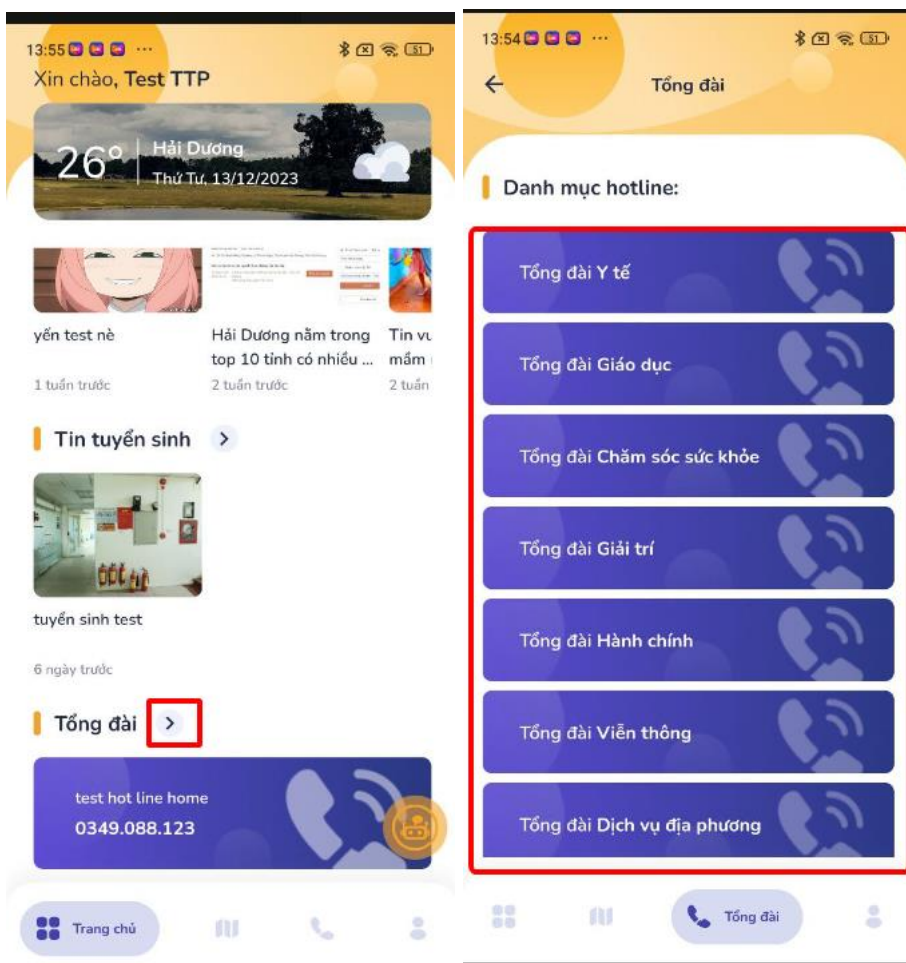 13:55
51
Xin chào, Test TTP
26°
Hải Dương
Thứ Tư, 13/12/2023
yến test nè
1 tuần trước
Hải Dương nằm trong
top 10 tỉnh có nhiều ...
2 tuần trước
Tin vu
mầm
2 tuần
Tin tuyển sinh
tuyển sinh test
6 ngày trước
Tổng đài
test hot line home
0349.088.123
Trang chủ
13:54
51
Tổng đài
Danh mục hotline:
Tổng đài Y tế
Tổng đài Giáo dục
Tổng đài Chăm sóc sức khỏe
Tổng đài Giải trí
Tổng đài Hành chính
Tổng đài Viễn thông
Tổng đài Dịch vụ địa phương
Tổng đài